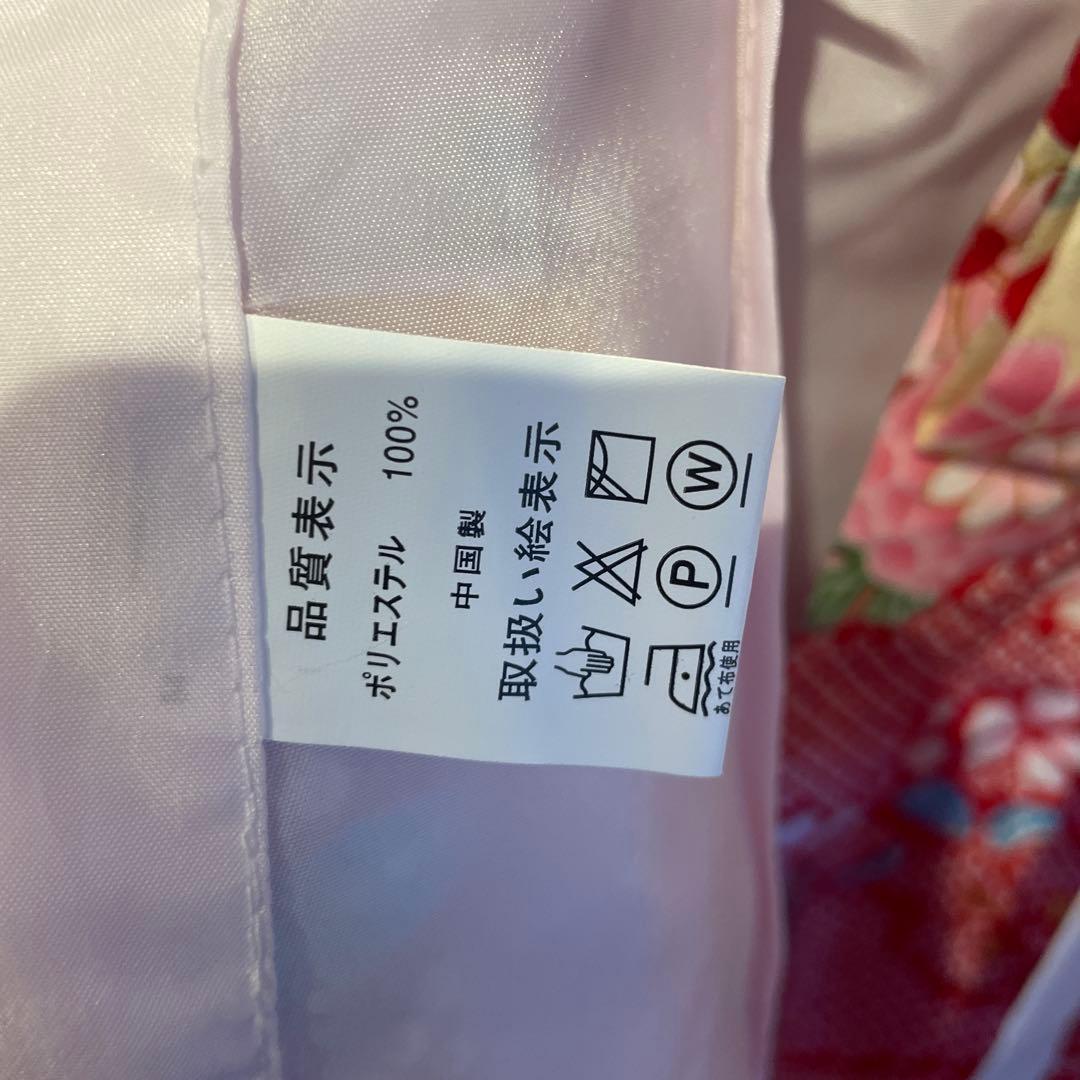 品質表示
ポリエステル 100%
中国製
取扱い絵表示
P W
あて布使用